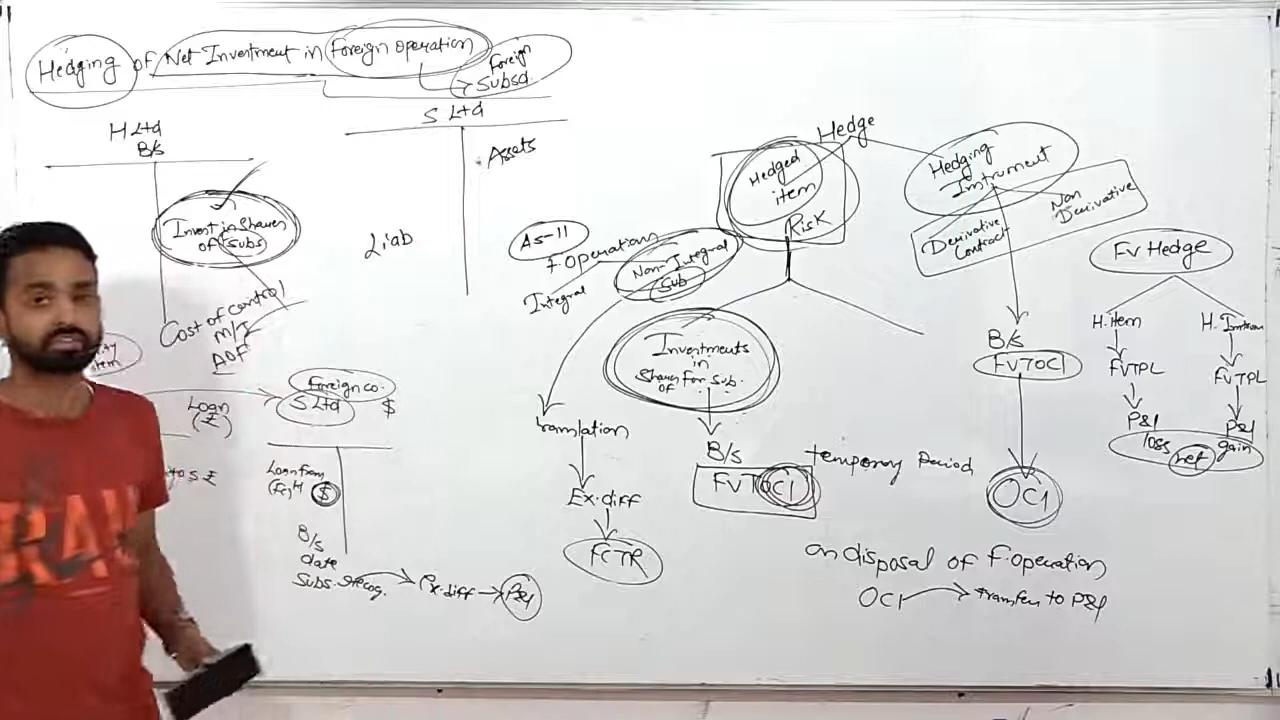 Hedging of Net Investment in Foreign Operation
Foreign
Subsd.
H Ltd
B/s
Invest in Shares
of Subs
Cost of control
M/I
AOF
Loan
(₤)
Foreign co.
S Ltd $
Loan from
H $
B/s
date
Subs. recog. Ex.diff P&L
S Ltd
Assets
Liab
Hedge
Hedged
item
Risk
Hedging
Instrument
Derivative
Contract
Non
Derivative
As-11
F Operation
Integral
Non-Integral
Sub
Translation
Ex.diff
FCTR
Investments
in
Shares For Sub.
of
B/s
FVTOCI
temporary Period
B/s
FVTOCI
OCI
on disposal of F.operation
OCI transfer to P&L
FV Hedge
H.Item
FVTPL
P&L
loss
H.Instrum
FVTPL
P&L
gain
net
RAW